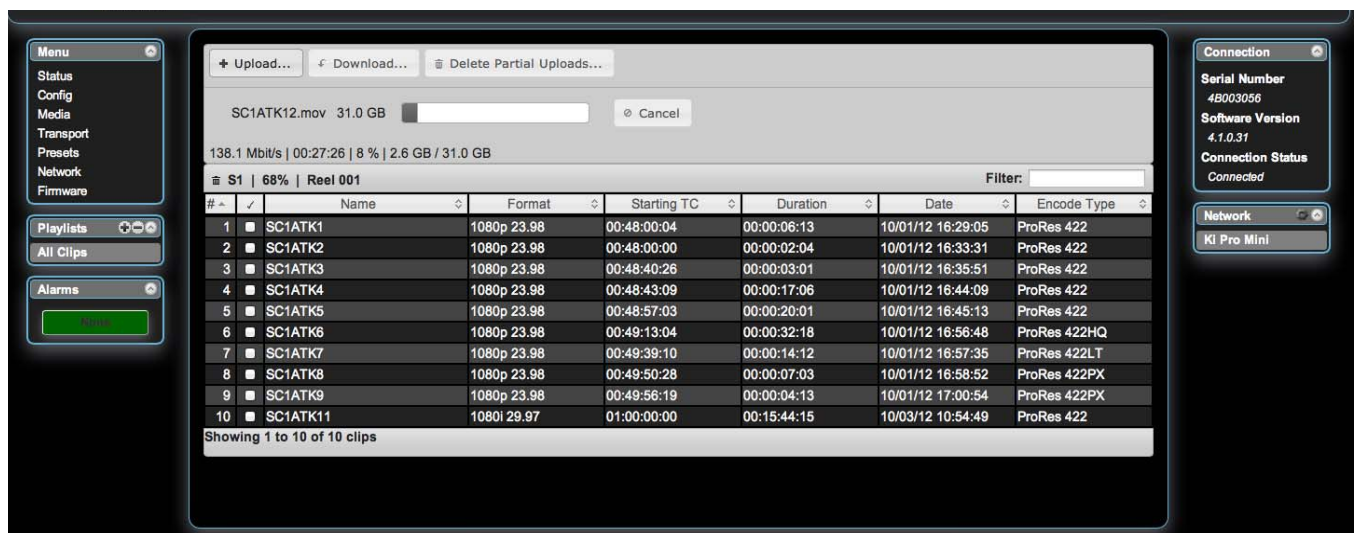 Menu
Status
Config
Media
Transport
Presets
Network
Firmware
Playlists
All Clips
Alarms
None
Upload... Download... Delete Partial Uploads...
SC1ATK12.mov 31.0 GB Cancel
138.1 Mbit/s | 00:27:26 | 8 % | 2.6 GB / 31.0 GB
S1 | 68% | Reel 001 Filter:
# ✓ Name Format Starting TC Duration Date Encode Type
1 SC1ATK1 1080p 23.98 00:48:00:04 00:00:06:13 10/01/12 16:29:05 ProRes 422
2 SC1ATK2 1080p 23.98 00:48:00:00 00:00:02:04 10/01/12 16:33:31 ProRes 422
3 SC1ATK3 1080p 23.98 00:48:40:26 00:00:03:01 10/01/12 16:35:51 ProRes 422
4 SC1ATK4 1080p 23.98 00:48:43:09 00:00:17:06 10/01/12 16:44:09 ProRes 422
5 SC1ATK5 1080p 23.98 00:48:57:03 00:00:20:01 10/01/12 16:45:13 ProRes 422
6 SC1ATK6 1080p 23.98 00:49:13:04 00:00:32:18 10/01/12 16:56:48 ProRes 422HQ
7 SC1ATK7 1080p 23.98 00:49:39:10 00:00:14:12 10/01/12 16:57:35 ProRes 422LT
8 SC1ATK8 1080p 23.98 00:49:50:28 00:00:07:03 10/01/12 16:58:52 ProRes 422PX
9 SC1ATK9 1080p 23.98 00:49:56:19 00:00:04:13 10/01/12 17:00:54 ProRes 422PX
10 SC1ATK11 1080i 29.97 01:00:00:00 00:15:44:15 10/03/12 10:54:49 ProRes 422
Showing 1 to 10 of 10 clips
Connection
Serial Number
4B003056
Software Version
4.1.0.31
Connection Status
Connected
Network
KI Pro Mini